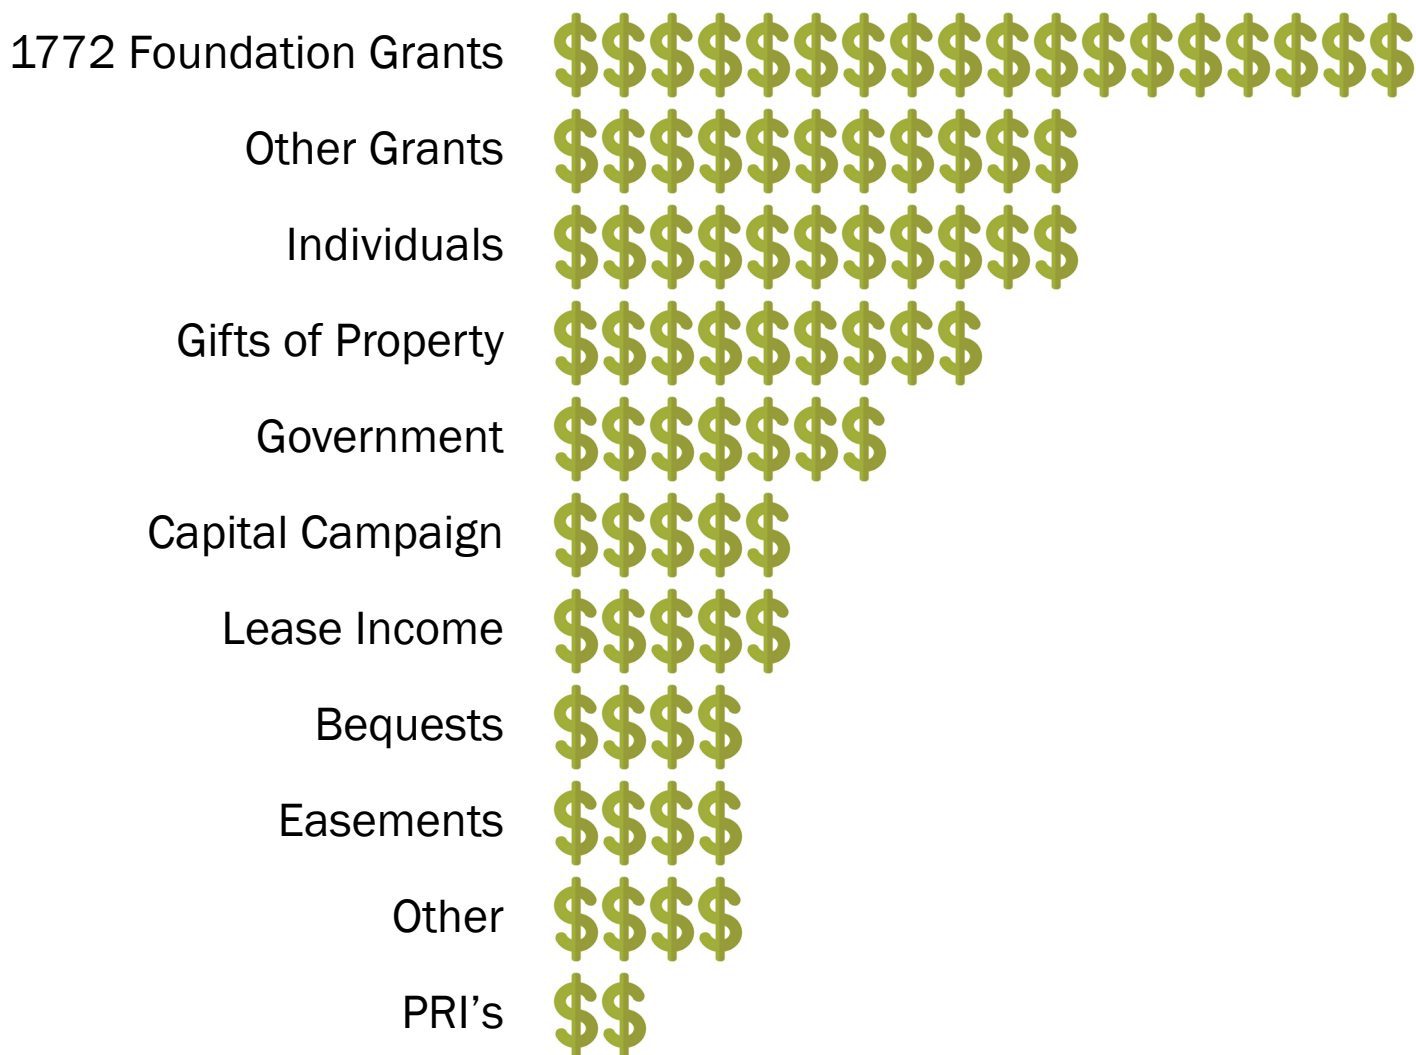 1772 Foundation Grants $$$$$$$$$$$$$$$$$$
Other Grants $$$$$$$$$$$
Individuals $$$$$$$$$$$
Gifts of Property $$$$$$$$$
Government $$$$$$$
Capital Campaign $$$$$
Lease Income $$$$$
Bequests $$$$
Easements $$$$
Other $$$$
PRI’s $$